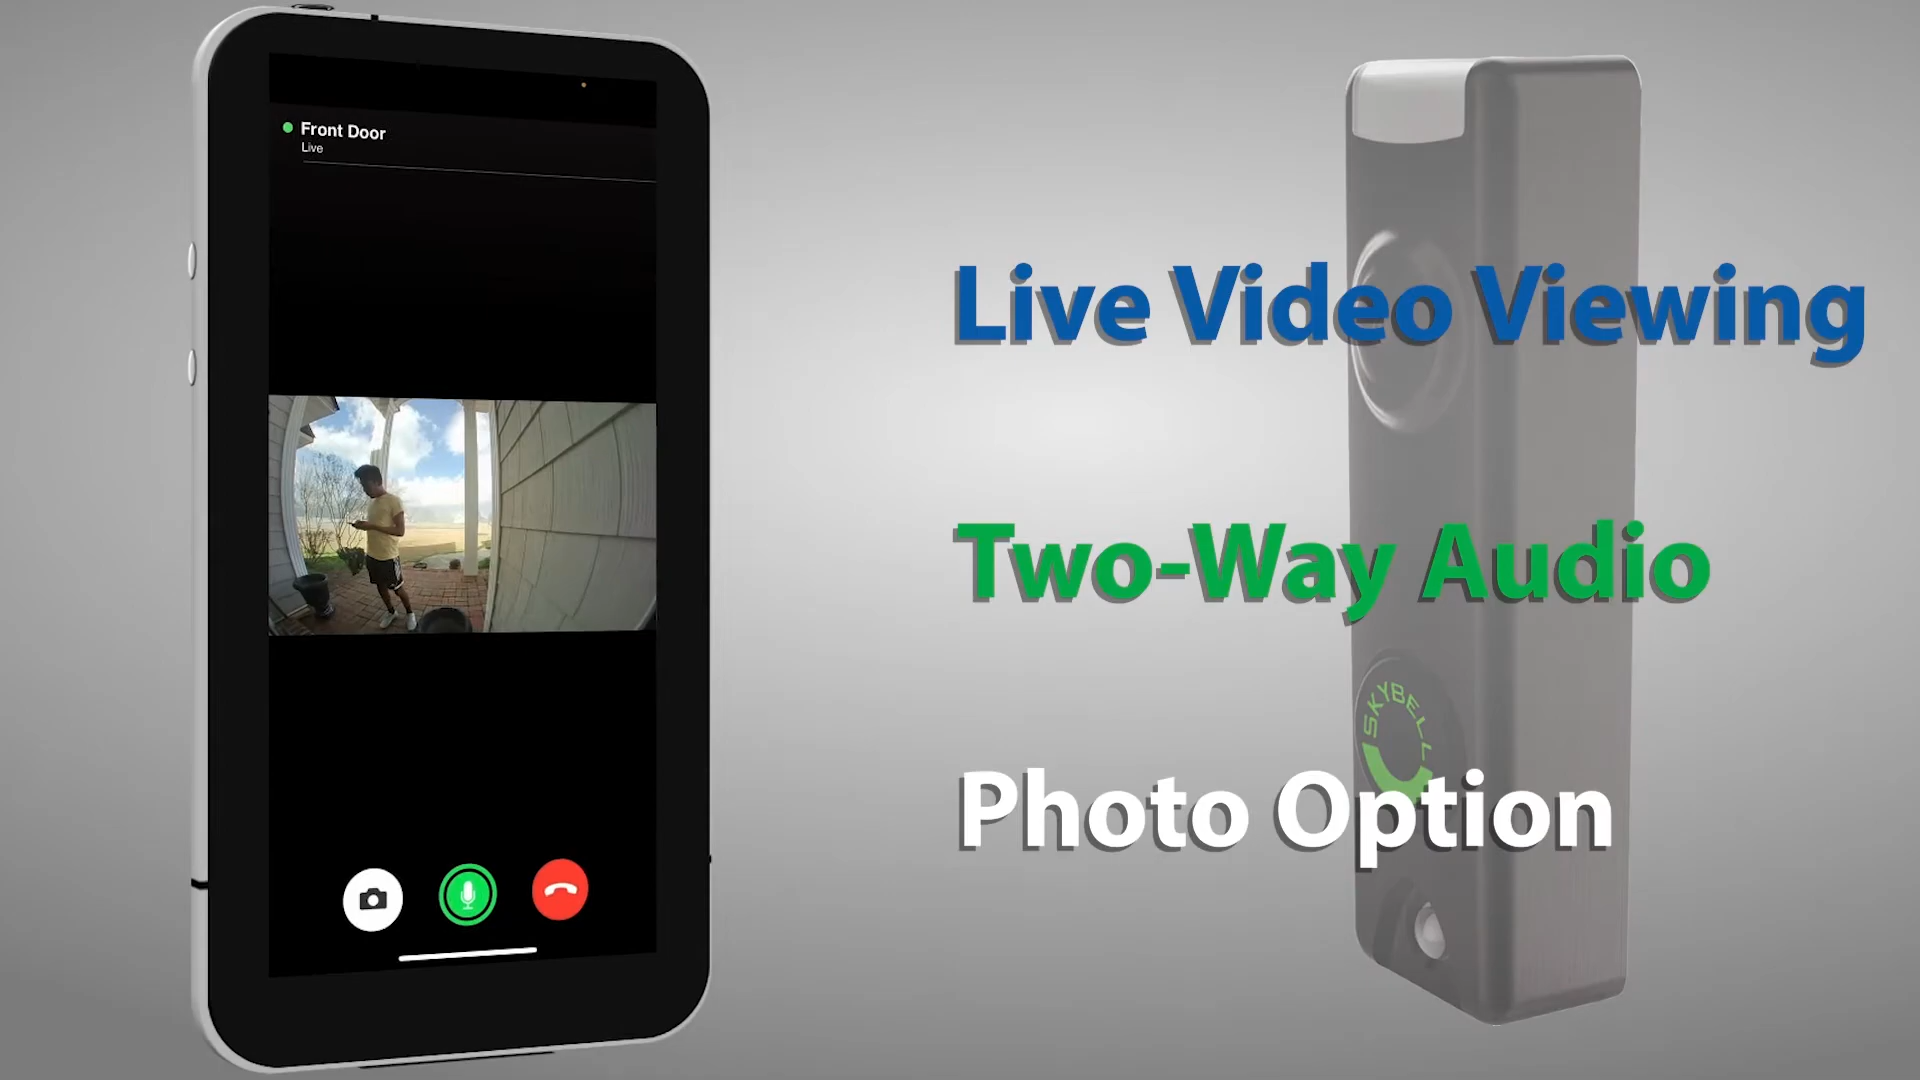 Front Door
Live
Live Video Viewing
Two-Way Audio
SKYBELL
Photo Option